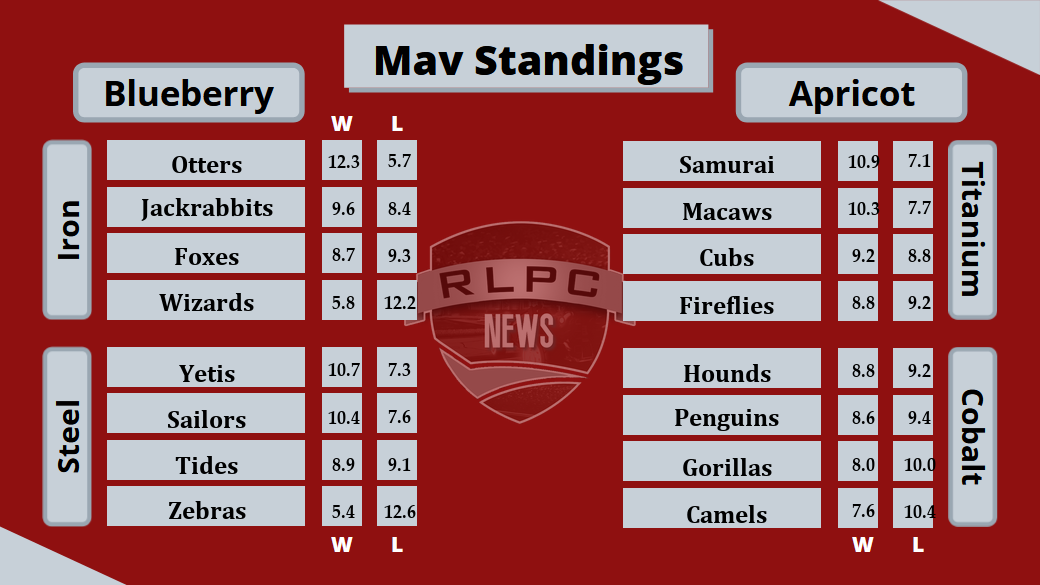 Mav Standings
Blueberry
W L
Iron
Otters 12.3 5.7
Jackrabbits 9.6 8.4
Foxes 8.7 9.3
Wizards 5.8 12.2
Steel
Yetis 10.7 7.3
Sailors 10.4 7.6
Tides 8.9 9.1
Zebras 5.4 12.6
W L
RLPC
NEWS
Apricot
Samurai 10.9 7.1
Macaws 10.3 7.7
Cubs 9.2 8.8
Fireflies 8.8 9.2
Titanium
Hounds 8.8 9.2
Penguins 8.6 9.4
Gorillas 8.0 10.0
Camels 7.6 10.4
Cobalt
W L